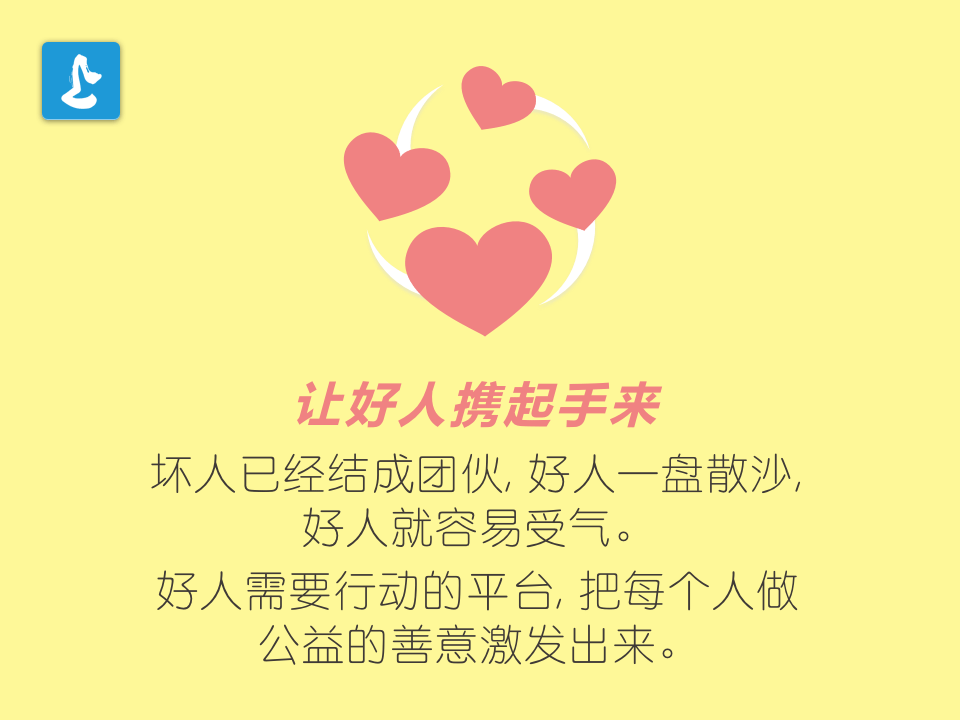 让好人携起手来
坏人已经结成团伙, 好人一盘散沙,
好人就容易受气。
好人需要行动的平台, 把每个人做
公益的善意激发出来。